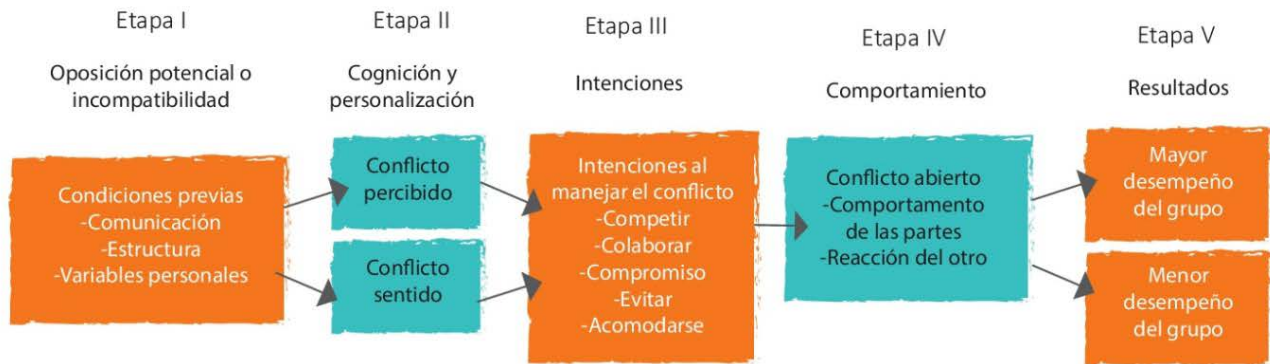 Etapa I
Oposición potencial o
incompatibilidad
Condiciones previas
-Comunicación
-Estructura
-Variables personales
Etapa II
Cognición y
personalización
Conflicto
percibido
Conflicto
sentido
Etapa III
Intenciones
Intenciones al
manejar el conflicto
-Competir
-Colaborar
-Compromiso
-Evitar
-Acomodarse
Etapa IV
Comportamiento
Conflicto abierto
-Comportamento
de las partes
-Reacción del otro
Etapa V
Resultados
Mayor
desempeño
del grupo
Menor
desempeño
del grupo